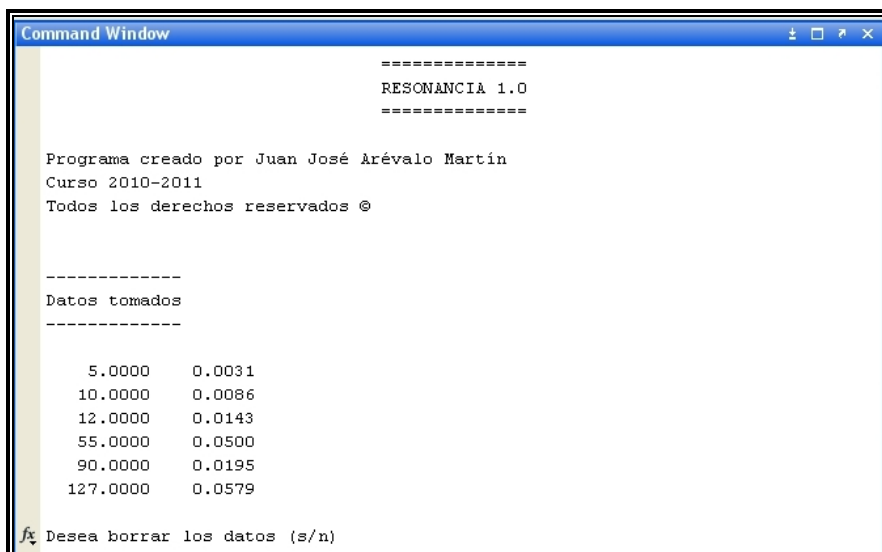 Command Window
==============
RESONANCIA 1.0
==============
Programa creado por Juan José Arévalo Martín
Curso 2010-2011
Todos los derechos reservados ©
-------------
Datos tomados
-------------
5.0000 0.0031
10.0000 0.0086
12.0000 0.0143
55.0000 0.0500
90.0000 0.0195
127.0000 0.0579
fx Desea borrar los datos (s/n)